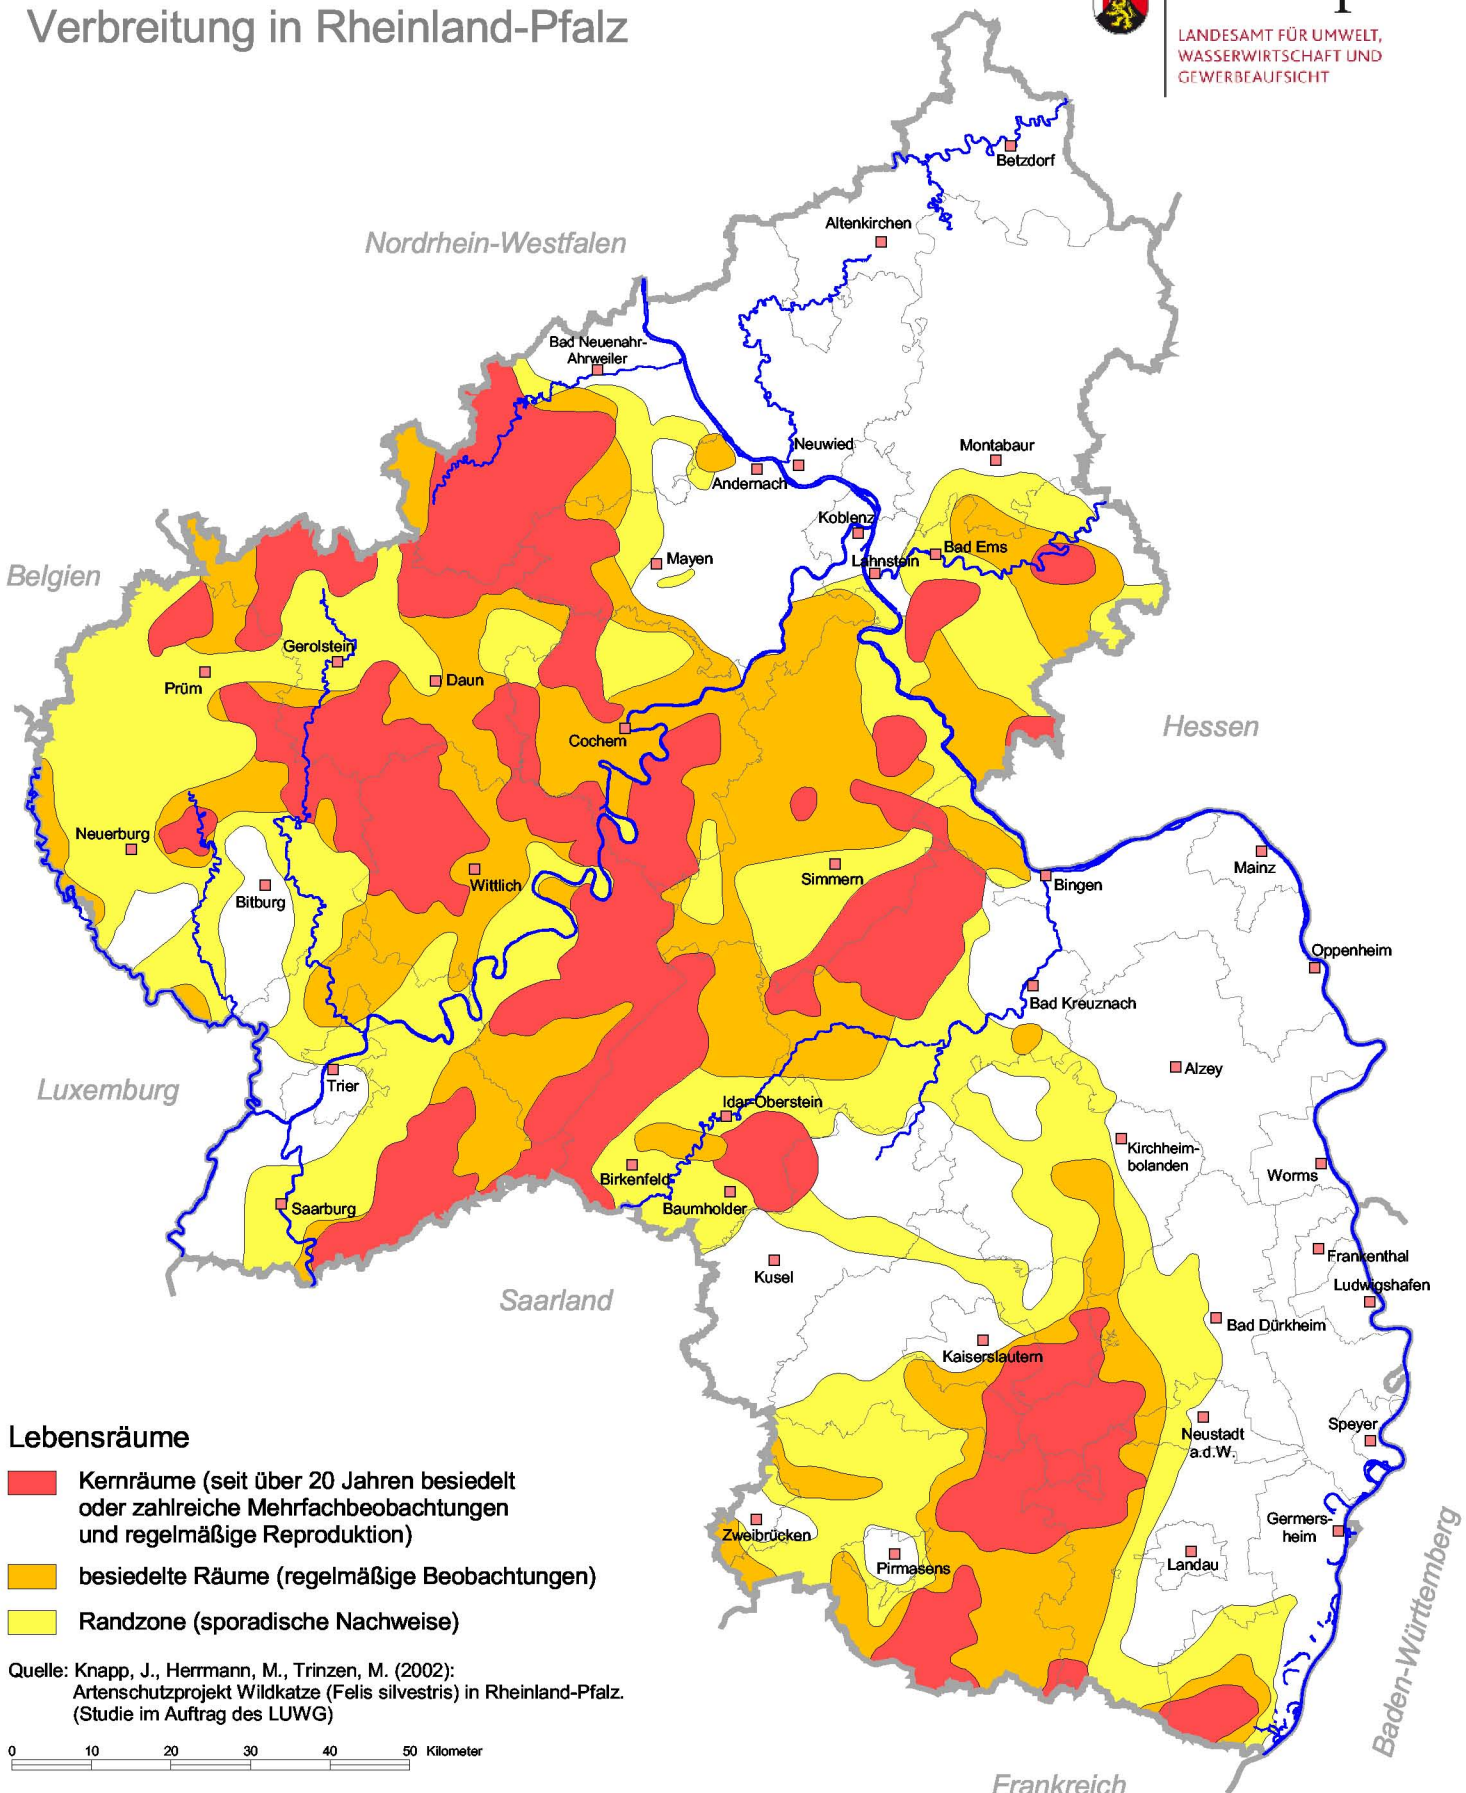 Verbreitung in Rheinland-Pfalz
LANDESAMT FÜR UMWELT,
WASSERWIRTSCHAFT UND
GEWERBEAUFSICHT
Betzdorf
Altenkirchen
Nordrhein-Westfalen
Bad Neuenahr-
Ahrweiler
Neuwied
Montabaur
Andernach
Koblenz
Bad Ems
Lahnstein
Mayen
Belgien
Gerolstein
Prüm
Daun
Cochem
Hessen
Neuerburg
Mainz
Simmern
Bingen
Wittlich
Bitburg
Oppenheim
Bad Kreuznach
Alzey
Luxemburg
Trier
Idar-Oberstein
Kirchheim-
bolanden
Worms
Birkenfeld
Baumholder
Saarburg
Frankenthal
Kusel
Ludwigshafen
Saarland
Bad Dürkheim
Kaiserslautern
Speyer
Neustadt
a.d.W.
Germers-
heim
Zweibrücken
Pirmasens
Landau
Baden-Württemberg
Frankreich
Lebensräume
Kernräume (seit über 20 Jahren besiedelt
oder zahlreiche Mehrfachbeobachtungen
und regelmäßige Reproduktion)
besiedelte Räume (regelmäßige Beobachtungen)
Randzone (sporadische Nachweise)
Quelle: Knapp, J., Herrmann, M., Trinzen, M. (2002):
Artenschutzprojekt Wildkatze (Felis silvestris) in Rheinland-Pfalz.
(Studie im Auftrag des LUWG)
0 10 20 30 40 50 Kilometer